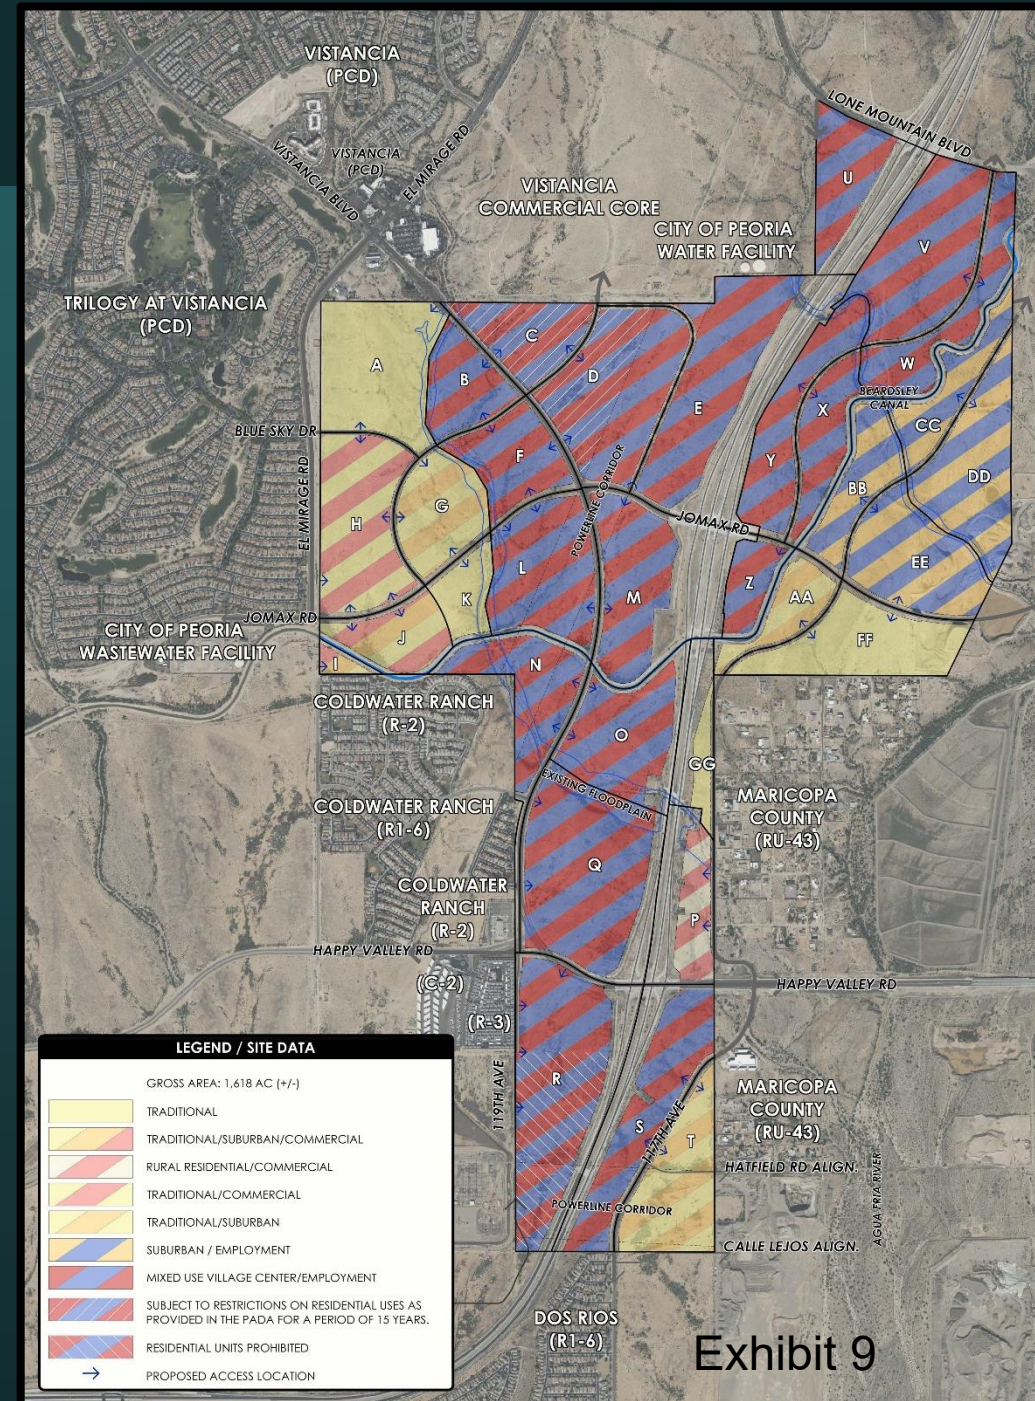 VISTANCIA
(PCD)
LONE MOUNTAIN BLVD
VISTANCIA BLVD
VISTANCIA
(PCD)
EL MIRAGE RD
VISTANCIA
COMMERCIAL CORE
CITY OF PEORIA
WATER FACILITY
TRILOGY AT VISTANCIA
(PCD)
U
V
A
B
C
D
E
W
X
BEARDSLEY
CANAL
CC
BLUE SKY DR
EL MIRAGE RD
F
G
H
POWERLINE CORRIDOR
Y
BB
DD
JOMAX RD
L
M
K
J
I
Z
AA
EE
FF
JOMAX RD
CITY OF PEORIA
WASTEWATER FACILITY
N
COLDWATER RANCH
(R-2)
O
GG
EXISTING FLOODPLAIN
COLDWATER RANCH
(R1-6)
MARICOPA
COUNTY
(RU-43)
Q
COLDWATER
RANCH
(R-2)
P
HAPPY VALLEY RD
(C-2)
HAPPY VALLEY RD
(R-3)
119TH AVE
R
S
117TH AVE
T
MARICOPA
COUNTY
(RU-43)
HATFIELD RD ALIGN.
AGUA FRIA RIVER
POWERLINE CORRIDOR
CALLE LEJOS ALIGN.
DOS RIOS
(R1-6)
LEGEND / SITE DATA
GROSS AREA: 1,618 AC (+/-)
TRADITIONAL
TRADITIONAL/SUBURBAN/COMMERCIAL
RURAL RESIDENTIAL/COMMERCIAL
TRADITIONAL/COMMERCIAL
TRADITIONAL/SUBURBAN
SUBURBAN / EMPLOYMENT
MIXED USE VILLAGE CENTER/EMPLOYMENT
SUBJECT TO RESTRICTIONS ON RESIDENTIAL USES AS
PROVIDED IN THE PADA FOR A PERIOD OF 15 YEARS.
RESIDENTIAL UNITS PROHIBITED
PROPOSED ACCESS LOCATION
Exhibit 9